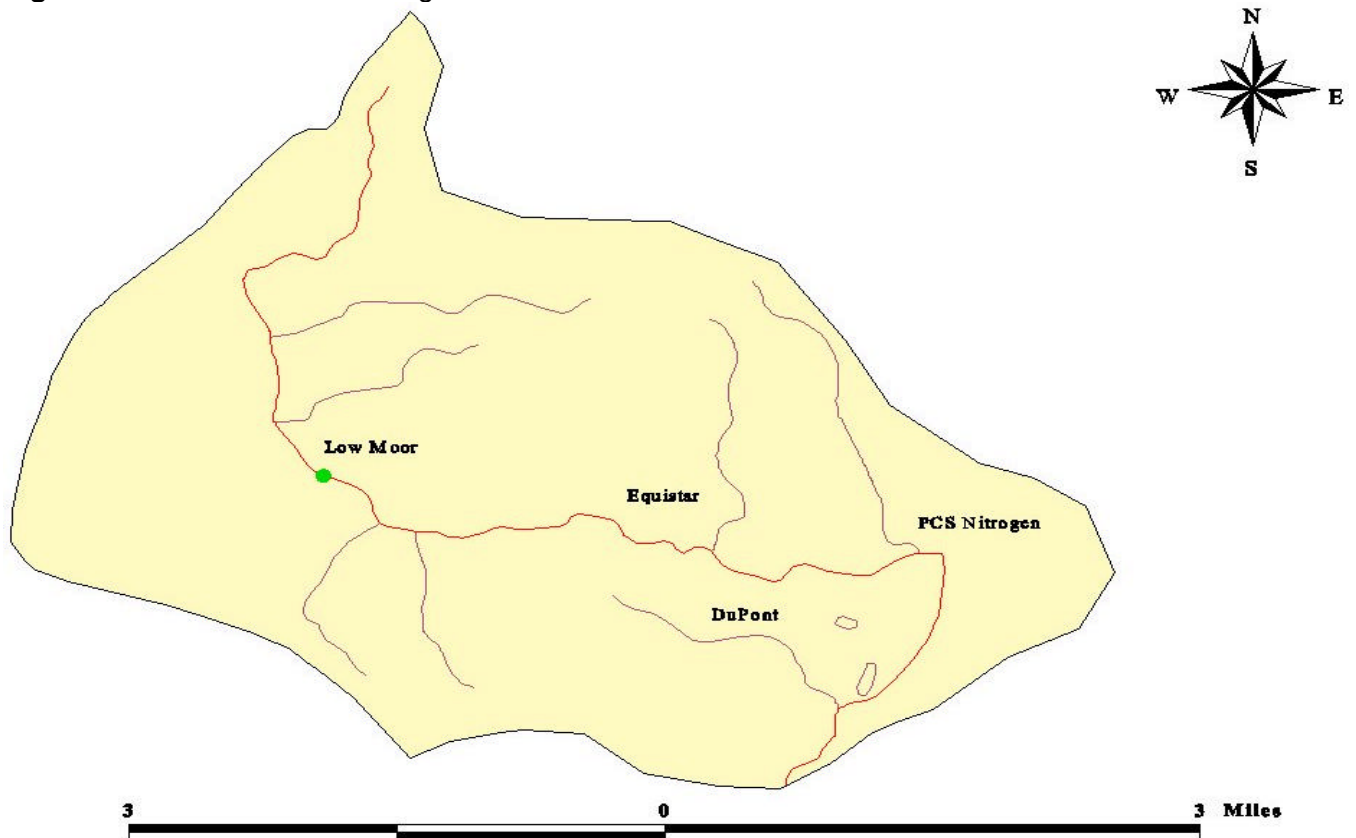 N
W E
S
Low Moor
Equistar
PCS Nitrogen
DuPont
3 0 3 Miles